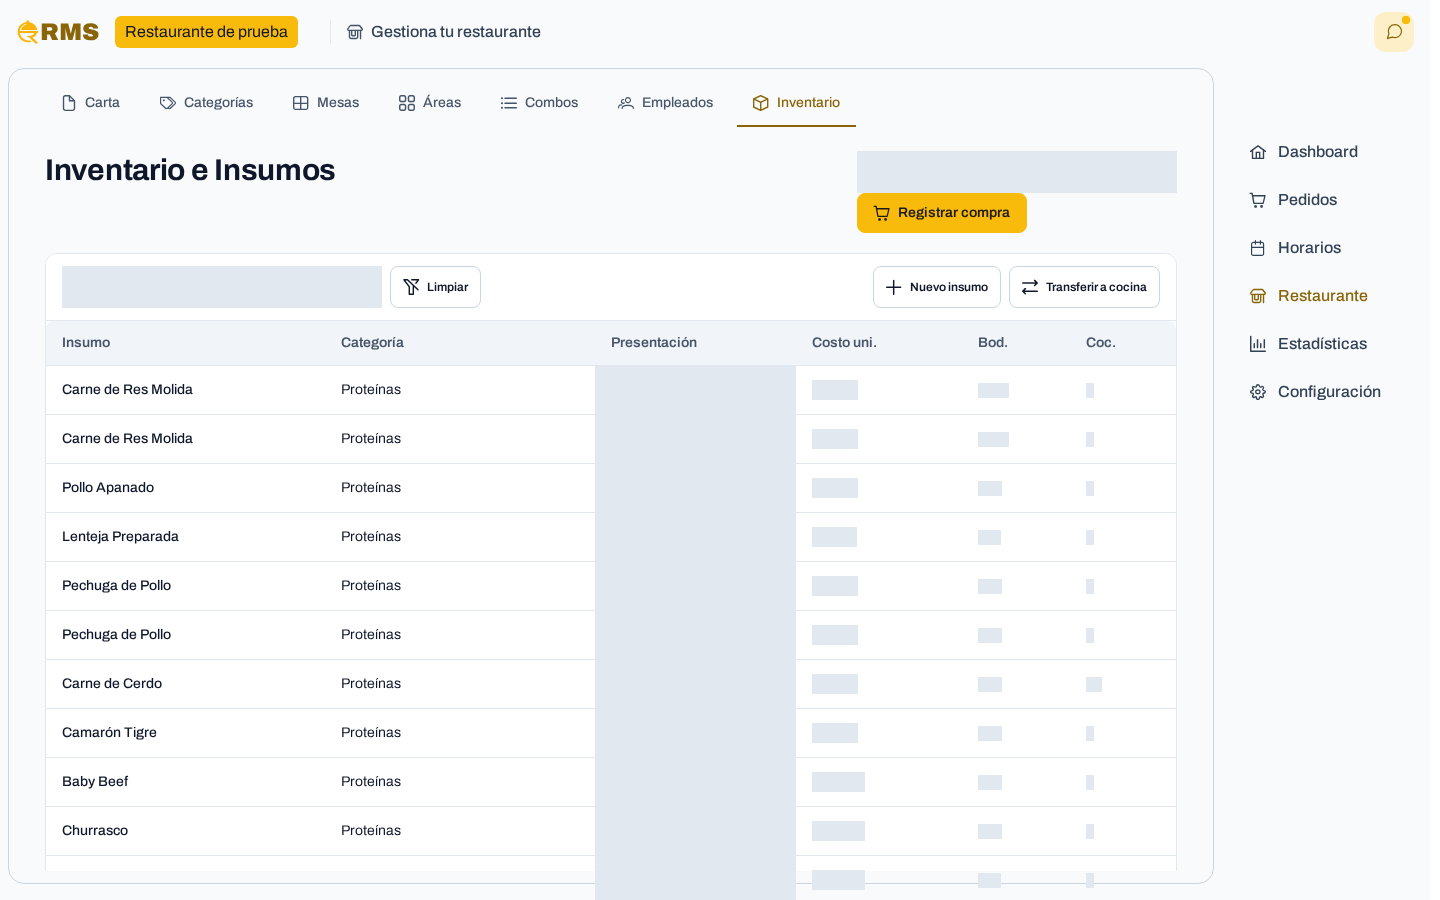 RMS
Restaurante de prueba
Gestiona tu restaurante
Carta
Categorías
Mesas
Áreas
Combos
Empleados
Inventario
Inventario e Insumos
Registrar compra
Limpiar
Nuevo insumo
Transferir a cocina
Insumo Categoría Presentación Costo uni. Bod. Coc.
Carne de Res Molida Proteínas
Carne de Res Molida Proteínas
Pollo Apanado Proteínas
Lenteja Preparada Proteínas
Pechuga de Pollo Proteínas
Pechuga de Pollo Proteínas
Carne de Cerdo Proteínas
Camarón Tigre Proteínas
Baby Beef Proteínas
Churrasco Proteínas
Dashboard
Pedidos
Horarios
Restaurante
Estadísticas
Configuración